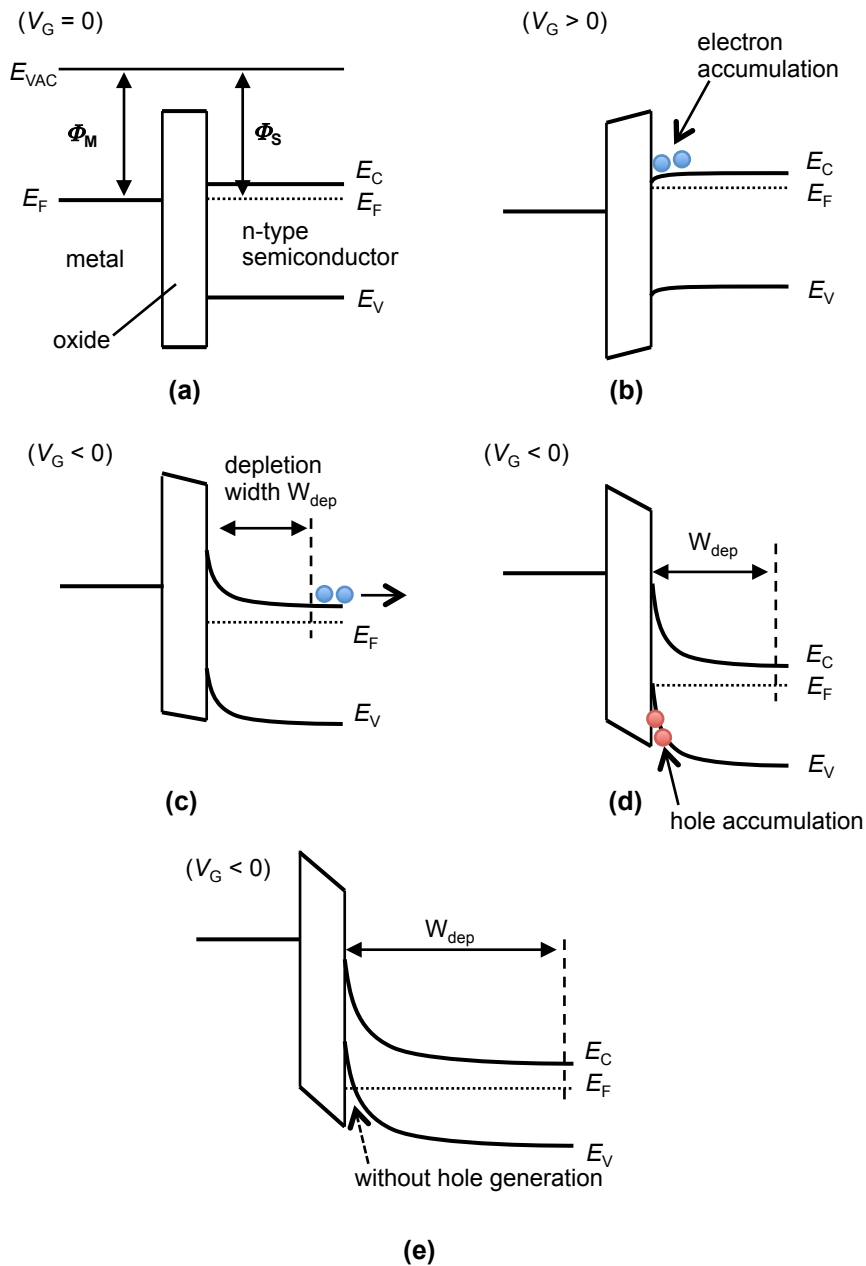 (V_G = 0)
E_VAC
Φ_M
Φ_S
E_C
E_F
E_F
metal
n-type
semiconductor
E_V
oxide
(a)
(V_G > 0)
electron
accumulation
E_C
E_F
E_V
(b)
(V_G < 0)
depletion
width W_dep
E_F
E_V
(c)
(V_G < 0)
W_dep
E_C
E_F
E_V
hole accumulation
(d)
(V_G < 0)
W_dep
E_C
E_F
E_V
without hole generation
(e)